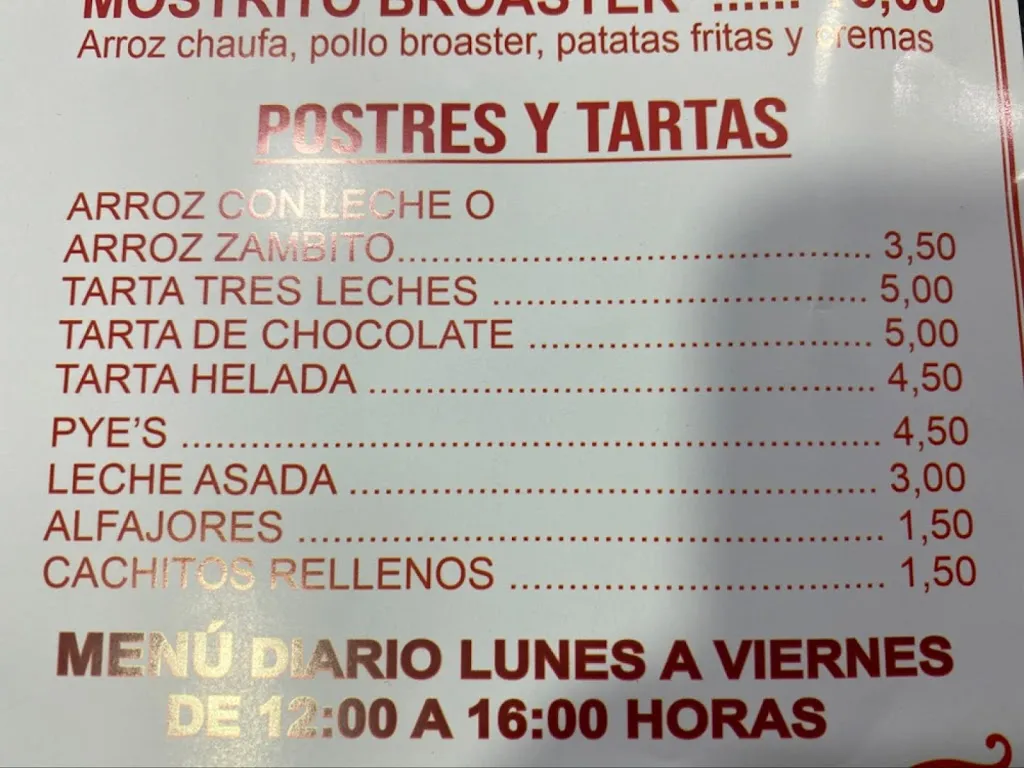 MOSTRITO BROASTER ......
Arroz chaufa, pollo broaster, patatas fritas y cremas
POSTRES Y TARTAS
ARROZ CON LECHE O
ARROZ ZAMBITO............................................ 3,50
TARTA TRES LECHES ................................... 5,00
TARTA DE CHOCOLATE ................................ 5,00
TARTA HELADA ............................................... 4,50
PYE'S ................................................................ 4,50
LECHE ASADA ................................................ 3,00
ALFAJORES ..................................................... 1,50
CACHITOS RELLENOS .................................. 1,50
MENÚ DIARIO LUNES A VIERNES
DE 12:00 A 16:00 HORAS